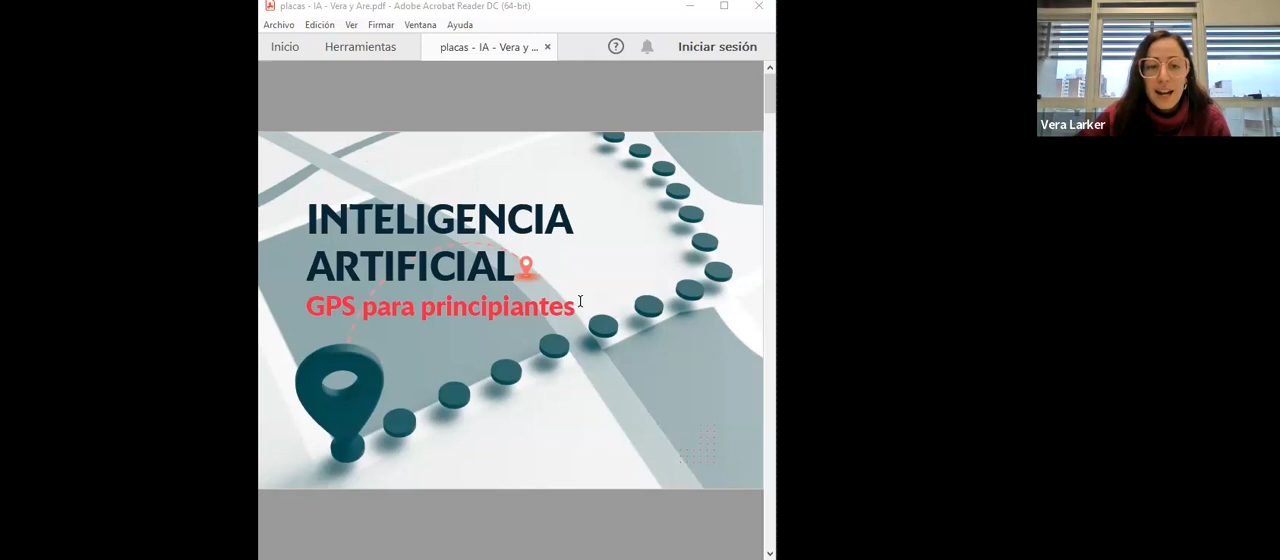 placas - IA - Vera y Are.pdf - Adobe Acrobat Reader DC (64-bit)
Archivo Edición Ver Firmar Ventana Ayuda
Inicio Herramientas placas - IA - Vera y ... × ? Iniciar sesión
INTELIGENCIA
ARTIFICIAL
GPS para principiantes
Vera Larker